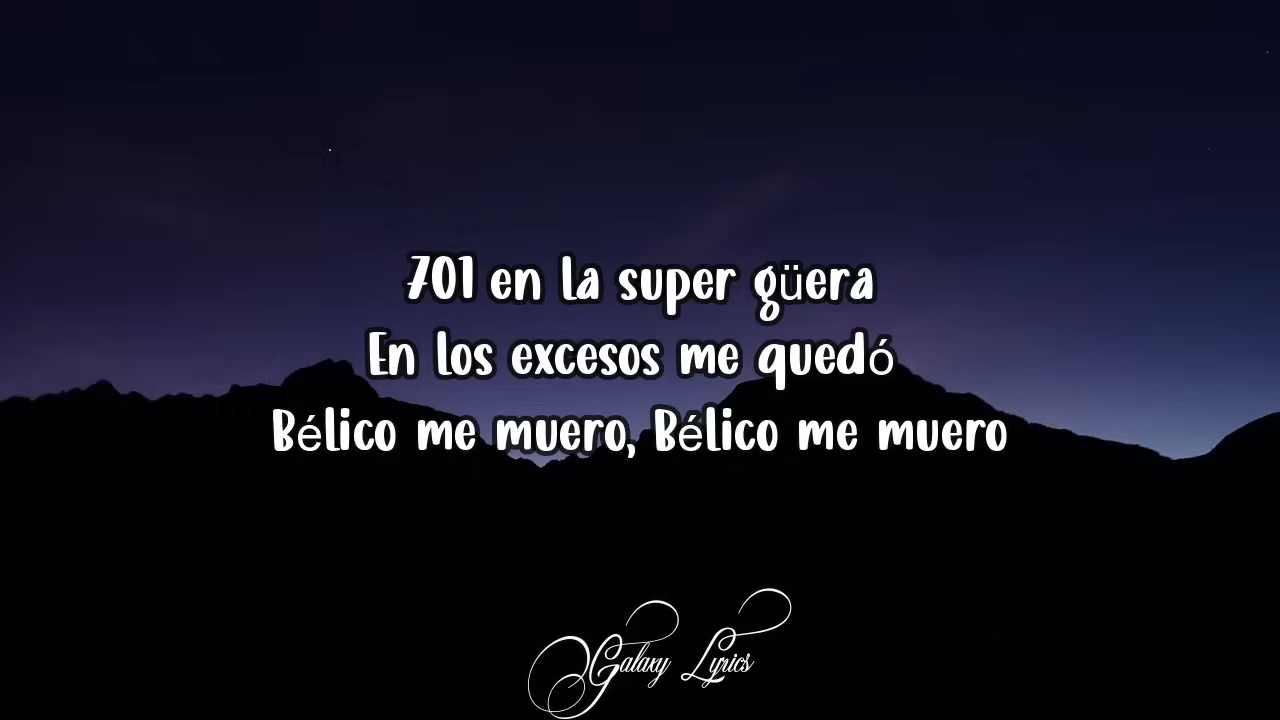 701 en la super güera
En los excesos me quedó
Bélico me muero, Bélico me muero
Galaxy Lyrics